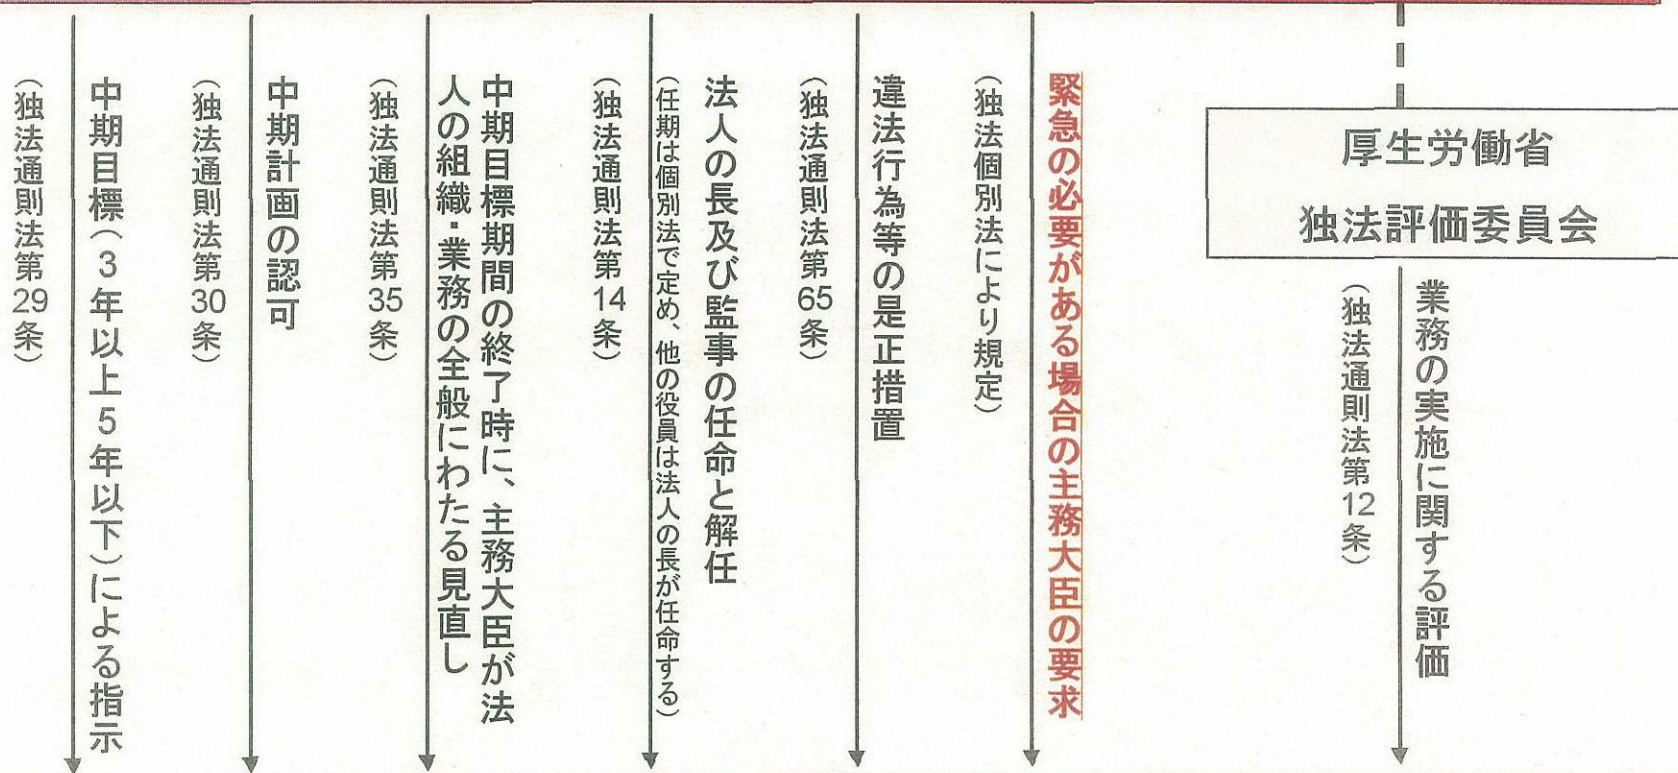 厚生労働省
独法評価委員会
業務の実施に関する評価
（独法通則法第12条）
緊急の必要がある場合の主務大臣の要求
（独法個別法により規定）
違法行為等の是正措置
（独法通則法第65条）
法人の長及び監事の任命と解任
（任期は個別法で定め、他の役員は法人の長が任命する）
（独法通則法第14条）
中期目標期間の終了時に、主務大臣が法
人の組織・業務の全般にわたる見直し
（独法通則法第35条）
中期計画の認可
（独法通則法第30条）
中期目標（３年以上５年以下）による指示
（独法通則法第29条）